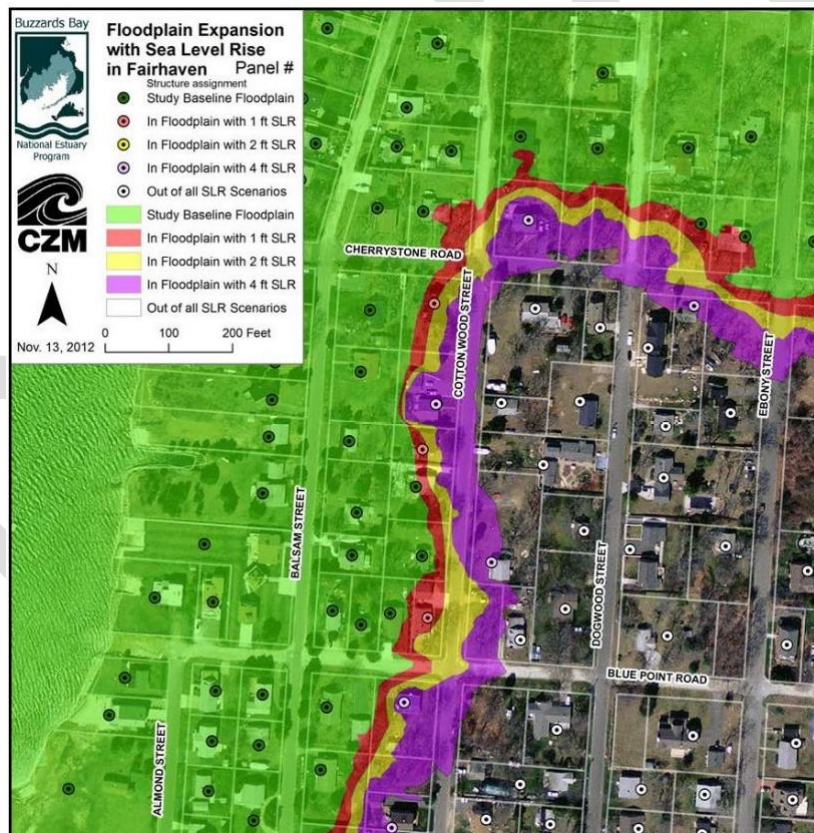 Buzzards Bay
National Estuary
Program
CZM
N
Nov. 13, 2012
Floodplain Expansion
with Sea Level Rise
in Fairhaven Panel #
Structure assignment
Study Baseline Floodplain
In Floodplain with 1 ft SLR
In Floodplain with 2 ft SLR
In Floodplain with 4 ft SLR
Out of all SLR Scenarios
Study Baseline Floodplain
In Floodplain with 1 ft SLR
In Floodplain with 2 ft SLR
In Floodplain with 4 ft SLR
Out of all SLR Scenarios
0 100 200 Feet
CHERRYSTONE ROAD
COTTON WOOD STREET
EBONY STREET
BALSAM STREET
DOGWOOD STREET
BLUE POINT ROAD
ALMOND STREET